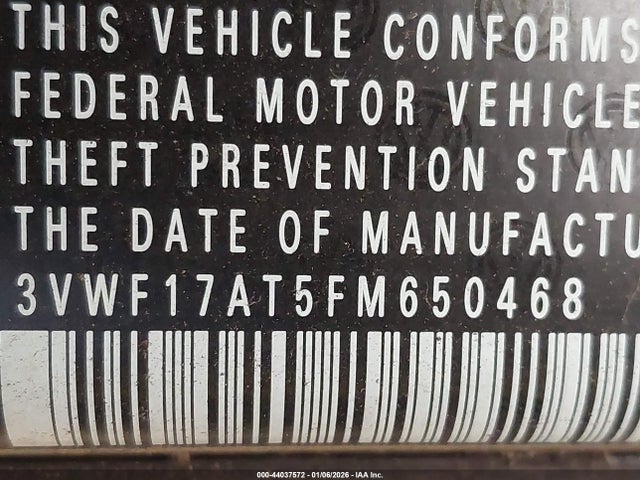 THIS VEHICLE CONFORMS
FEDERAL MOTOR VEHICLE
THEFT PREVENTION STAN
THE DATE OF MANUFACTU
3VWF17AT5FM650468
000-44037572 - 01/06/2026 - IAA Inc.